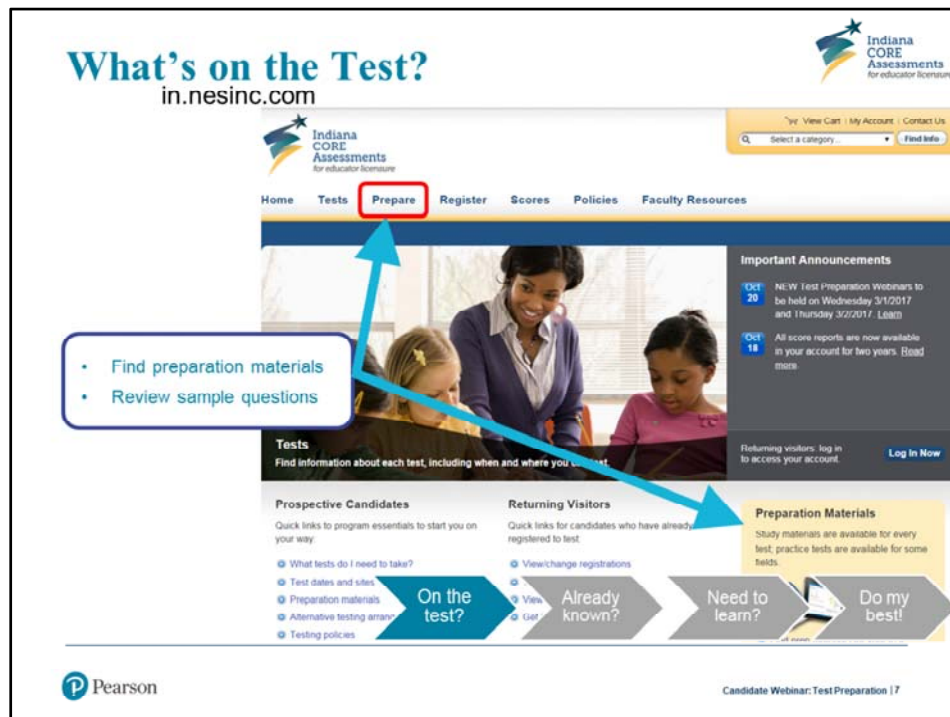 What's on the Test?
in.nesinc.com
Indiana
CORE
Assessments
for educator licensure
Indiana
CORE
Assessments
for educator licensure
View Cart | My Account | Contact Us
Select a category...
Find Info
Home Tests Prepare Register Scores Policies Faculty Resources
Important Announcements
Oct
20
NEW Test Preparation Webinars to
be held on Wednesday 3/1/2017
and Thursday 3/2/2017. Learn
Oct
18
All score reports are now available
in your account for two years. Read
more.
• Find preparation materials
• Review sample questions
Tests
Find information about each test, including when and where you can test.
Returning visitors: log in
to access your account.
Log In Now
Prospective Candidates
Quick links to program essentials to start you on
your way:
What tests do I need to take?
Test dates and sites
Preparation materials
Alternative testing
Testing policies
Returning Visitors
Quick links for candidates who have already
registered to test
View/change registrations
View
Get
Preparation Materials
Study materials are available for every
test; practice tests are available for some
fields.
On the
test?
Already
known?
Need to
learn?
Do my
best!
Pearson
Candidate Webinar: Test Preparation | 7